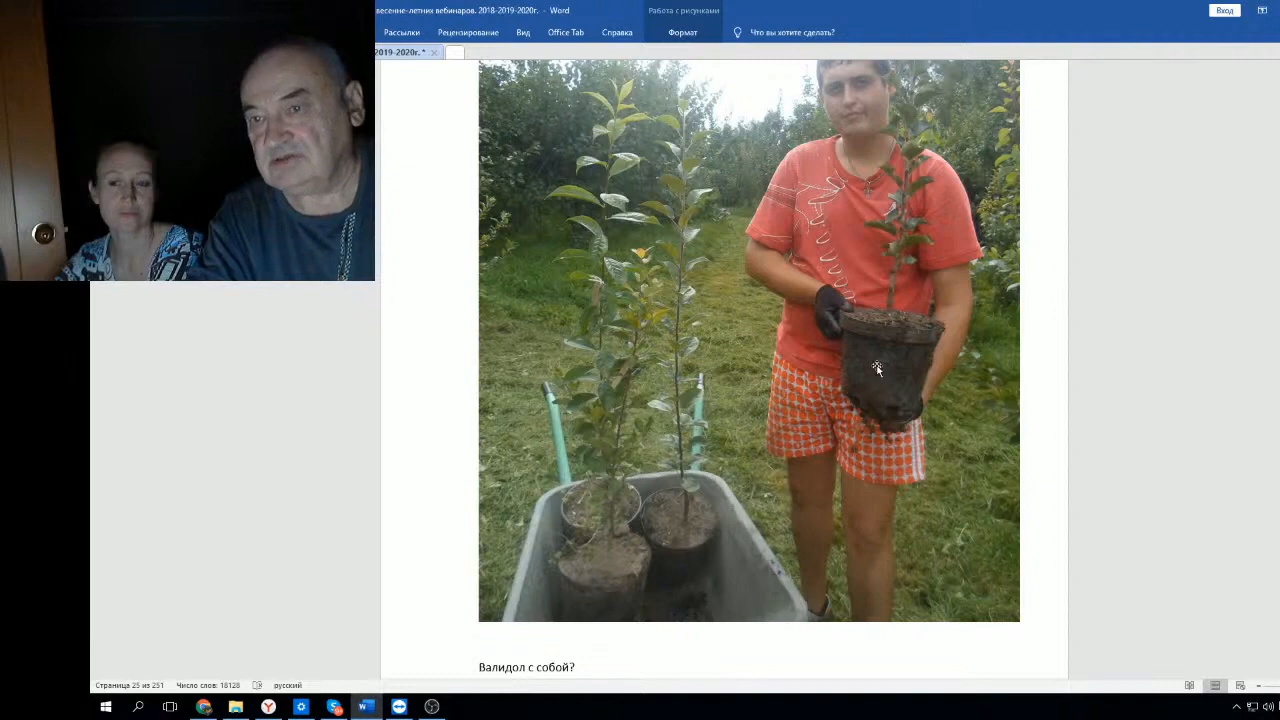 весенне-летних вебинаров. 2018-2019-2020г. - Word
Работа с рисунками
Вход
Рассылки Рецензирование Вид Office Tab Справка Формат Что вы хотите сделать?
2019-2020г. *
Валидол с собой?
Страница 25 из 251 Число слов: 18128 русский